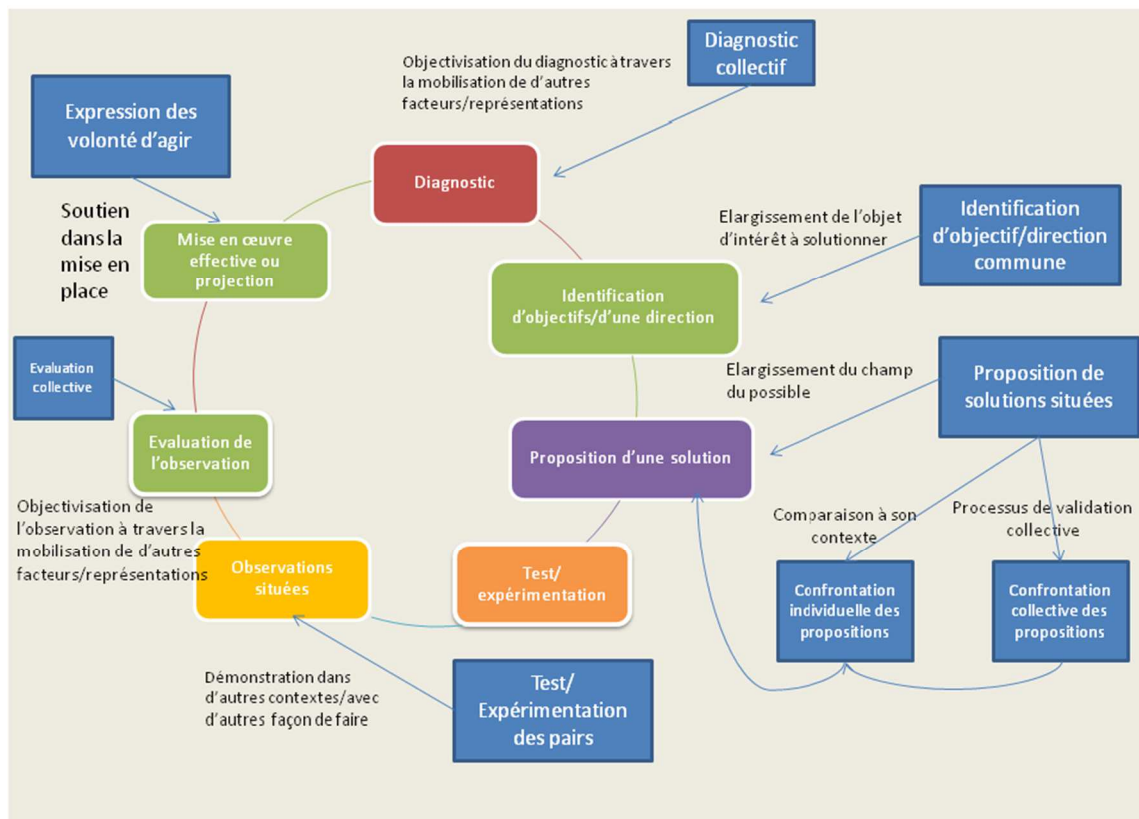 Objectivisation du diagnostic à travers
la mobilisation de d'autres
facteurs/représentations
Diagnostic
collectif
Expression des
volonté d'agir
Diagnostic
Soutien
dans la
mise en
place
Mise en œuvre
effective ou
projection
Elargissement de l'objet
d'intérêt à solutionner
Identification
d'objectif/direction
commune
Identification
d'objectifs/d'une direction
Evaluation
collective
Elargissement du champ
du possible
Proposition de
solutions situées
Evaluation de
l'observation
Proposition d'une solution
Objectivisation de
l'observation à travers la
mobilisation de d'autres
facteurs/représentations
Comparaison à son
contexte
Processus de validation
collective
Observations
situées
Test/
expérimentation
Confrontation
individuelle des
propositions
Confrontation
collective des
propositions
Démonstration dans
d'autres contextes/avec
d'autres façon de faire
Test/
Expérimentation
des pairs